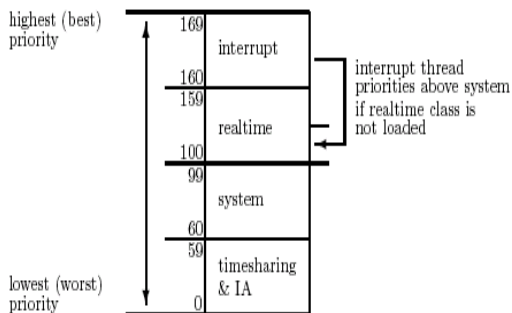 highest (best)
priority
169
interrupt
160
159
realtime
100
99
system
60
59
timesharing
& IA
0
interrupt thread
priorities above system
if realtime class is
not loaded
lowest (worst)
priority